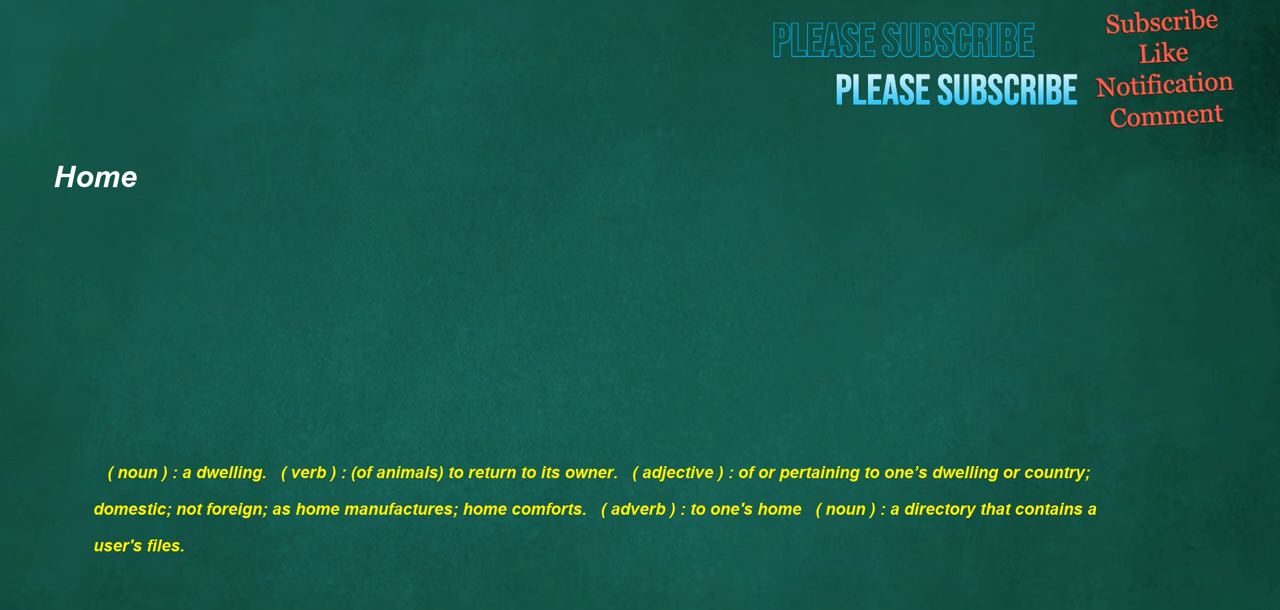 PLEASE SUBSCRIBE
PLEASE SUBSCRIBE
Subscribe
Like
Notification
Comment
Home
( noun ) : a dwelling. ( verb ) : (of animals) to return to its owner. ( adjective ) : of or pertaining to one’s dwelling or country;
domestic; not foreign; as home manufactures; home comforts. ( adverb ) : to one's home ( noun ) : a directory that contains a
user's files.